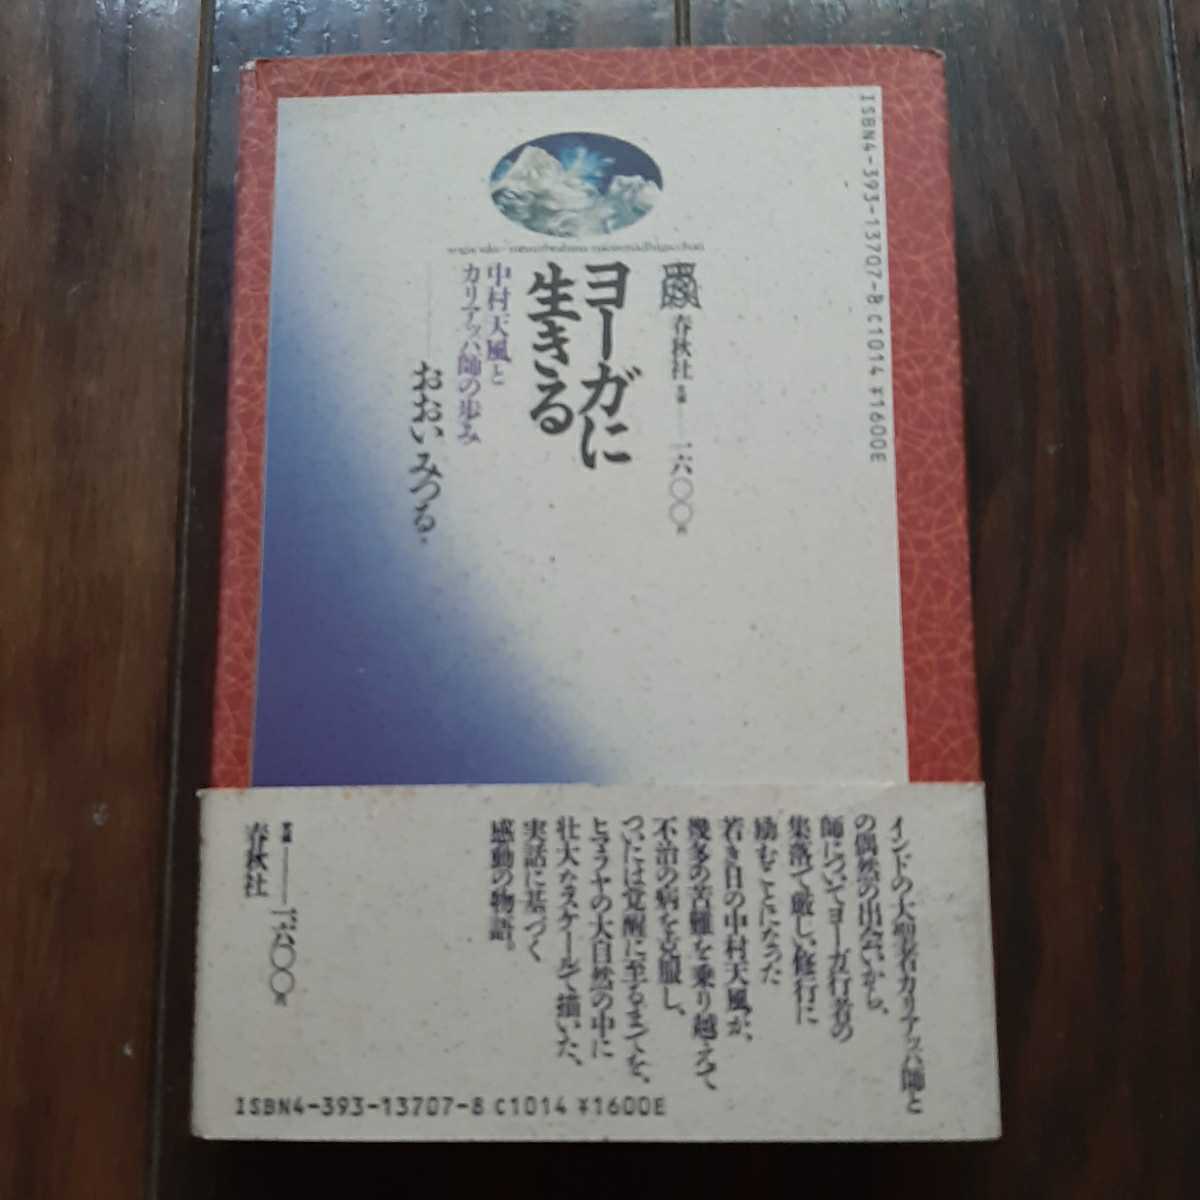 ISBN4-393-13707-8 C1014 ¥1600E
春秋社
定価――一六〇〇円
ヨーガに
生きる
中村天風と
カリアッパ師の歩み
おおいみつる・
インドの大聖者カリアッパ師と
の偶然の出会いから、
師についてヨーガ行者の
集落で厳しい修行に
励むことになった
若き日の中村天風が、
幾多の苦難を乗り越えて
不治の病を克服し、
ついには覚醒に至るまでを、
ヒマラヤの大自然の中に
壮大なスケールで描いた、
実話に基づく
感動の物語。
定価――一六〇〇円
春秋社
ISBN4-393-13707-8 C1014 ¥1600E